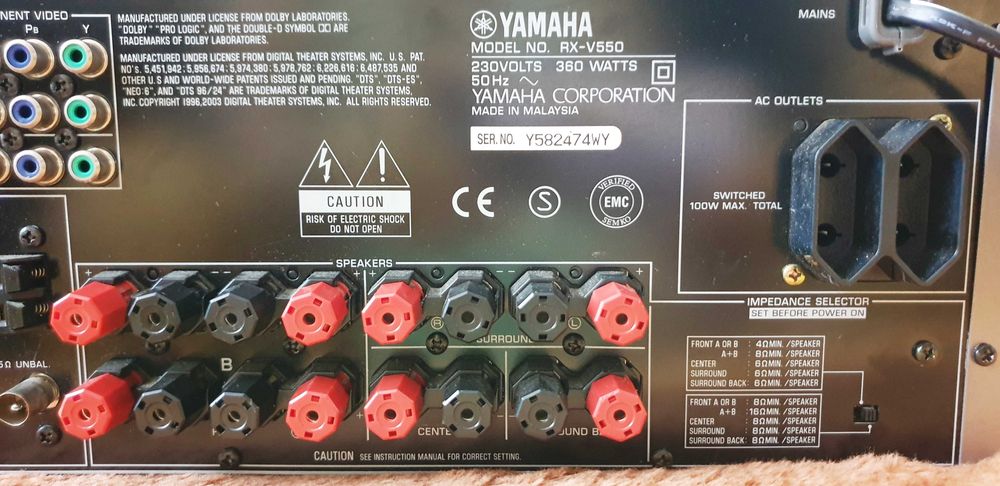 NENT VIDEO
PB
Y
MANUFACTURED UNDER LICENSE FROM DOLBY LABORATORIES.
"DOLBY" "PRO LOGIC", AND THE DOUBLE-D SYMBOL ARE
TRADEMARKS OF DOLBY LABORATORIES.
MANUFACTURED UNDER LICENSE FROM DIGITAL THEATER SYSTEMS, INC. U.S. PAT.
NO's. 5,451,942; 5,956,674; 5,974,380; 5,978,762; 6,226,616; 6,487,535 AND
OTHER U.S AND WORLD-WIDE PATENTS ISSUED AND PENDING. "DTS", "DTS-ES",
"NEO:6", AND "DTS 96/24" ARE TRADEMARKS OF DIGITAL THEATER SYSTEMS,
INC. COPYRIGHT 1996,2003 DIGITAL THEATER SYSTEMS, INC. ALL RIGHTS RESERVED.
YAMAHA
MODEL NO. RX-V550
230VOLTS 360 WATTS
50Hz ~
YAMAHA CORPORATION
MADE IN MALAYSIA
SER.NO. Y582474WY
MAINS
AC OUTLETS
SWITCHED
100W MAX. TOTAL
CAUTION
RISK OF ELECTRIC SHOCK
DO NOT OPEN
CE
S
VERIFIED
EMC
SEMKO
SPEAKERS
+
R
L
SURROUN
5Ω UNBAL.
B
CENT
OUND B
CAUTION SEE INSTRUCTION MANUAL FOR CORRECT SETTING.
IMPEDANCE SELECTOR
SET BEFORE POWER ON
FRONT A OR B : 4ΩMIN./SPEAKER
A+B : 8ΩMIN./SPEAKER
CENTER : 6ΩMIN./SPEAKER
SURROUND : 6ΩMIN./SPEAKER
SURROUND BACK: 6ΩMIN./SPEAKER
FRONT A OR B : 8ΩMIN./SPEAKER
A+B : 16ΩMIN./SPEAKER
CENTER : 8ΩMIN./SPEAKER
SURROUND : 8ΩMIN./SPEAKER
SURROUND BACK: 8ΩMIN./SPEAKER